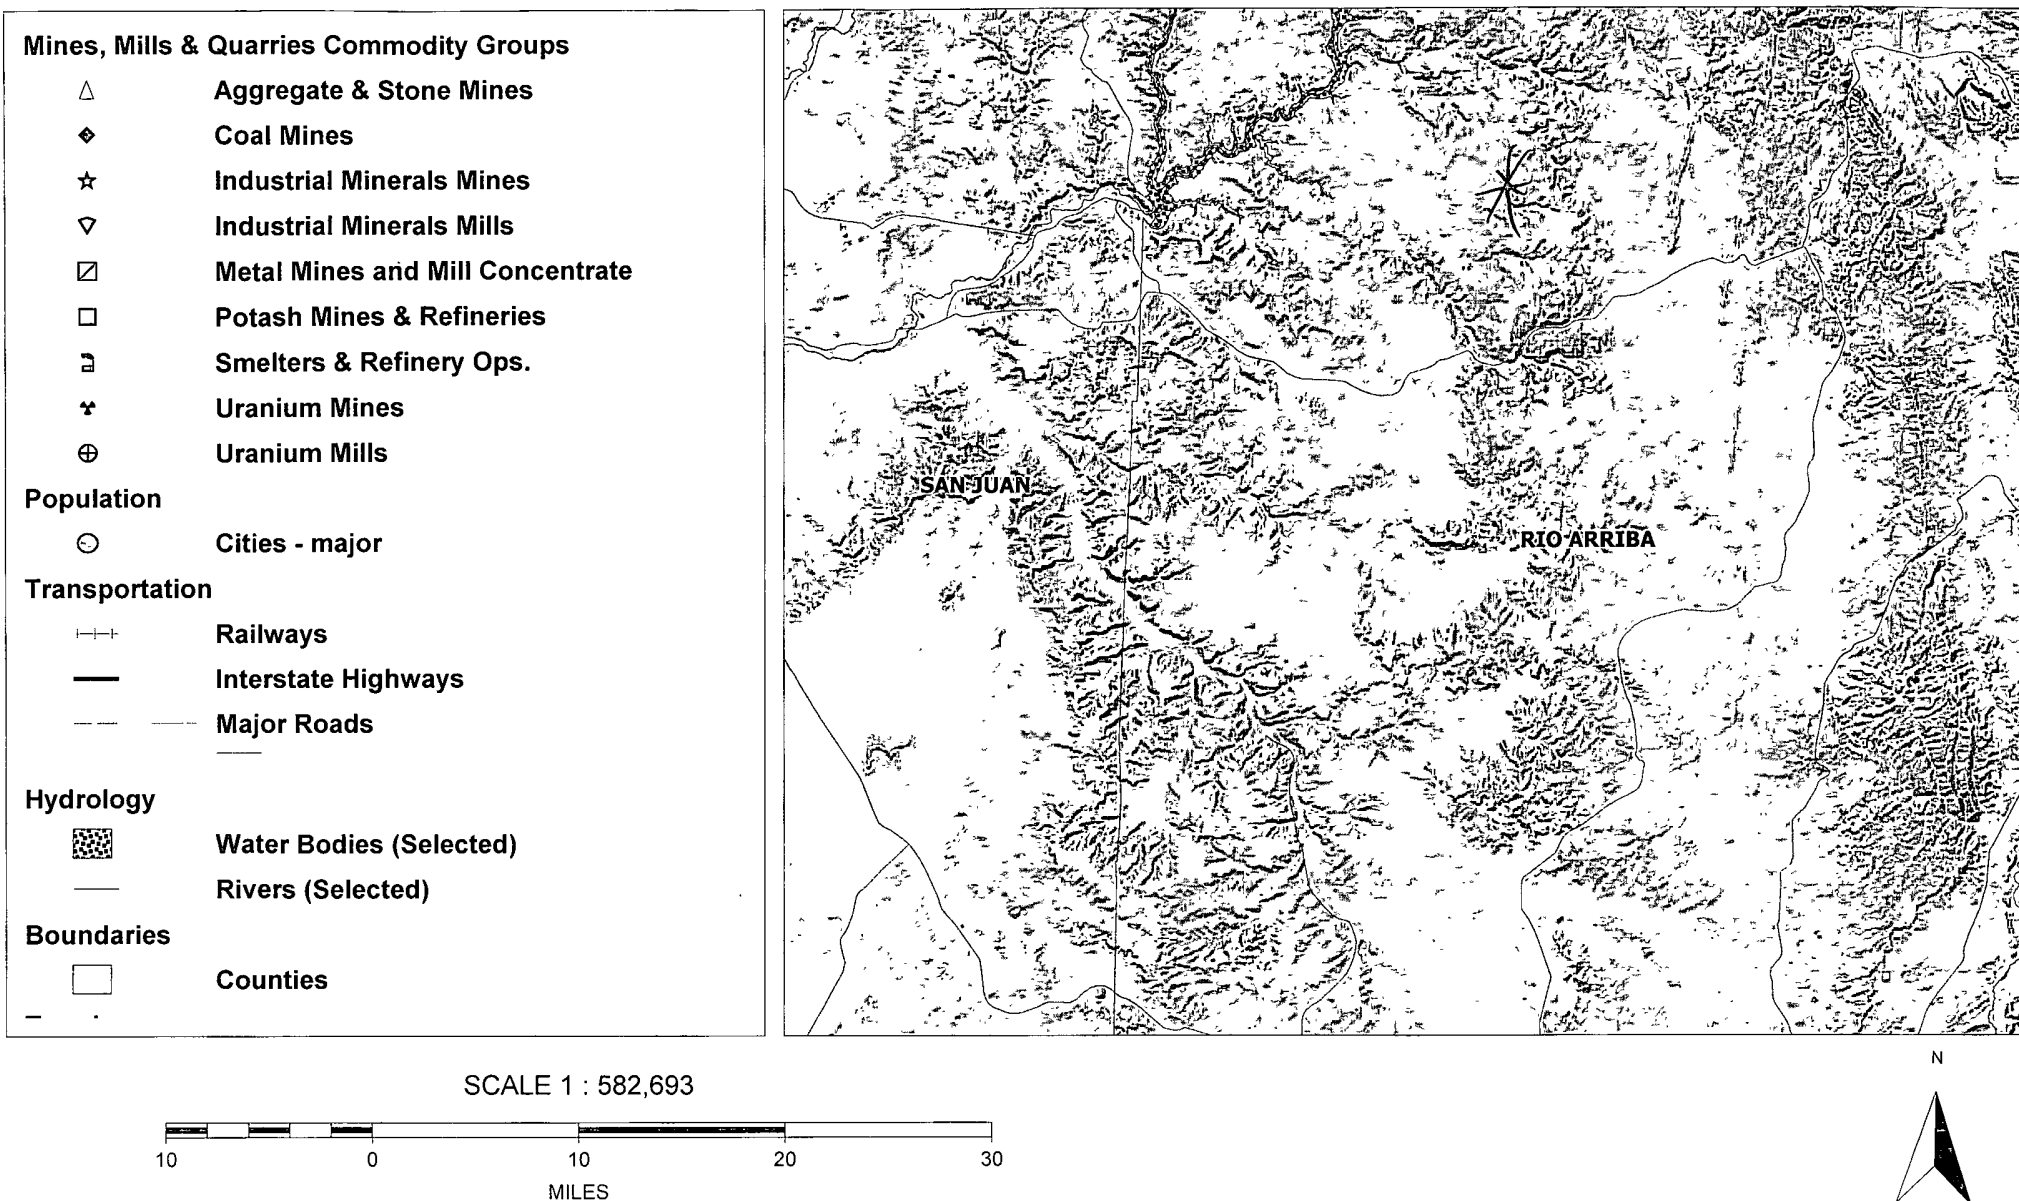 Mines, Mills & Quarries Commodity Groups
Aggregate & Stone Mines
Coal Mines
Industrial Minerals Mines
Industrial Minerals Mills
Metal Mines and Mill Concentrate
Potash Mines & Refineries
Smelters & Refinery Ops.
Uranium Mines
Uranium Mills
Population
Cities - major
Transportation
Railways
Interstate Highways
Major Roads
Hydrology
Water Bodies (Selected)
Rivers (Selected)
Boundaries
Counties
SAN JUAN
RIO ARRIBA
SCALE 1 : 582,693
10 0 10 20 30
MILES
N